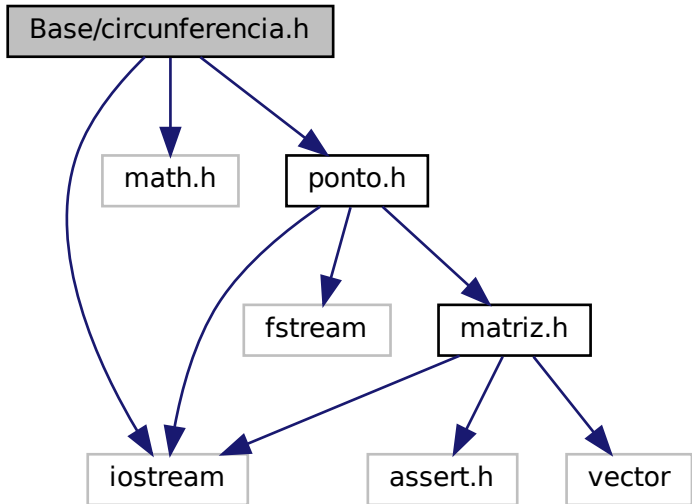 Base/circunferencia.h
math.h
ponto.h
fstream
matriz.h
iostream
assert.h
vector